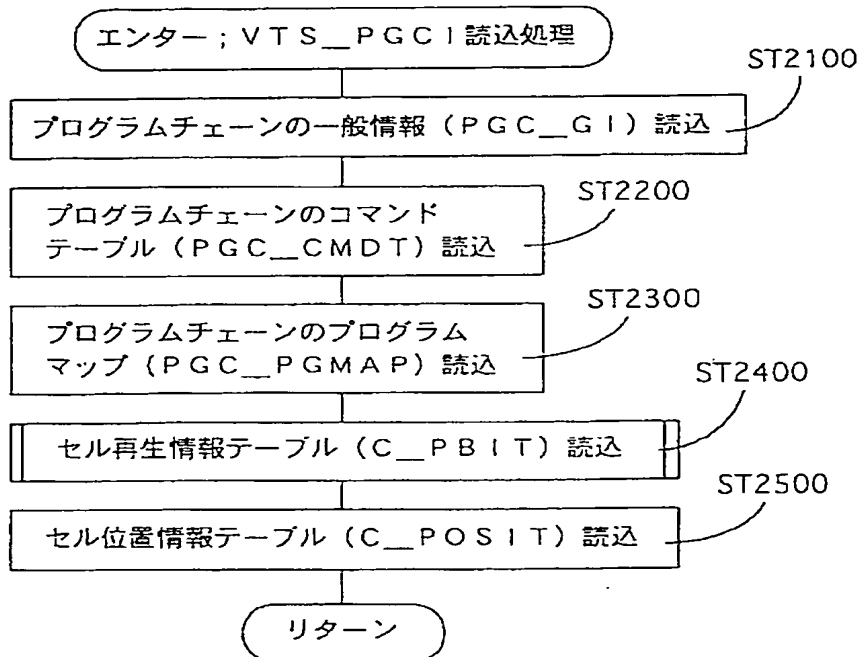 エンター；ＶＴＳ＿ＰＧＣＩ読込処理
ST2100
プログラムチェーンの一般情報（ＰＧＣ＿ＧＩ）読込
ST2200
プログラムチェーンのコマンド
テーブル（ＰＧＣ＿ＣＭＤＴ）読込
ST2300
プログラムチェーンのプログラム
マップ（ＰＧＣ＿ＰＧＭＡＰ）読込
ST2400
セル再生情報テーブル（Ｃ＿ＰＢＩＴ）読込
ST2500
セル位置情報テーブル（Ｃ＿ＰＯＳＩＴ）読込
リターン